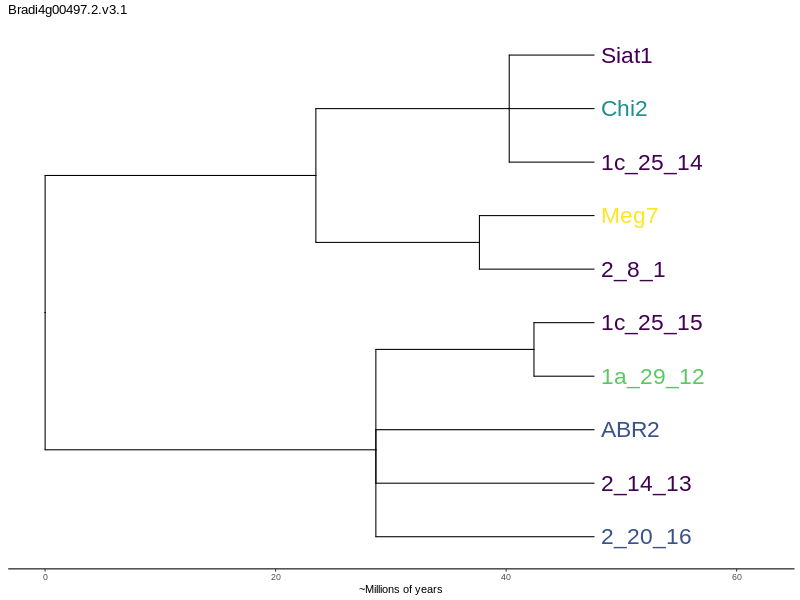 Bradi4g00497.2.v3.1
Siat1
Chi2
1c_25_14
Meg7
2_8_1
1c_25_15
1a_29_12
ABR2
2_14_13
2_20_16
0 20 40 60
~Millions of years